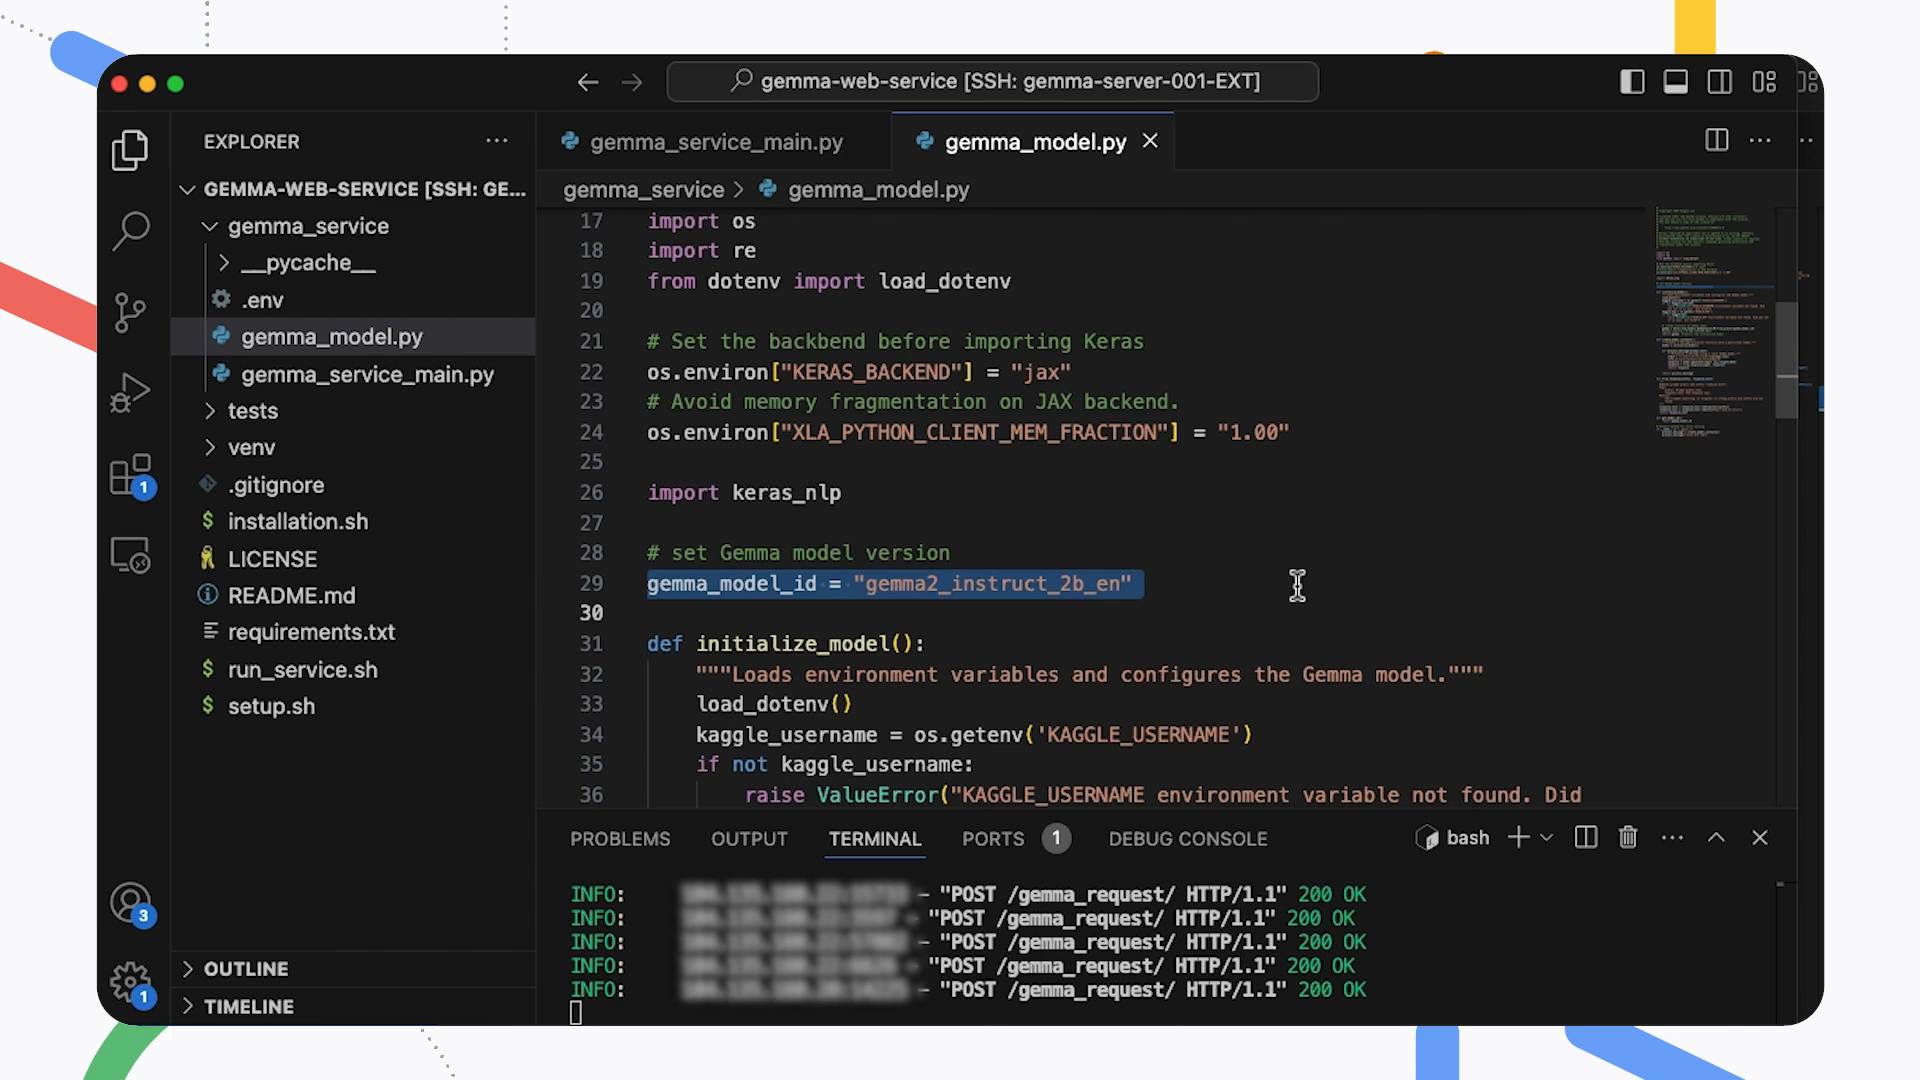 gemma-web-service [SSH: gemma-server-001-EXT]
EXPLORER
GEMMA-WEB-SERVICE [SSH: GE...
gemma_service
__pycache__
.env
gemma_model.py
gemma_service_main.py
tests
venv
.gitignore
installation.sh
LICENSE
README.md
requirements.txt
run_service.sh
setup.sh
OUTLINE
TIMELINE
1
3
1
gemma_service_main.py
gemma_model.py
gemma_service > gemma_model.py
17 import os
18 import re
19 from dotenv import load_dotenv
20
21 # Set the backbend before importing Keras
22 os.environ["KERAS_BACKEND"] = "jax"
23 # Avoid memory fragmentation on JAX backend.
24 os.environ["XLA_PYTHON_CLIENT_MEM_FRACTION"] = "1.00"
25
26 import keras_nlp
27
28 # set Gemma model version
29 gemma_model_id = "gemma2_instruct_2b_en"
30
31 def initialize_model():
32 """Loads environment variables and configures the Gemma model."""
33 load_dotenv()
34 kaggle_username = os.getenv('KAGGLE_USERNAME')
35 if not kaggle_username:
36 raise ValueError("KAGGLE_USERNAME environment variable not found. Did
PROBLEMS OUTPUT TERMINAL PORTS 1 DEBUG CONSOLE bash
INFO: - "POST /gemma_request/ HTTP/1.1" 200 OK
INFO: - "POST /gemma_request/ HTTP/1.1" 200 OK
INFO: - "POST /gemma_request/ HTTP/1.1" 200 OK
INFO: - "POST /gemma_request/ HTTP/1.1" 200 OK
INFO: - "POST /gemma_request/ HTTP/1.1" 200 OK